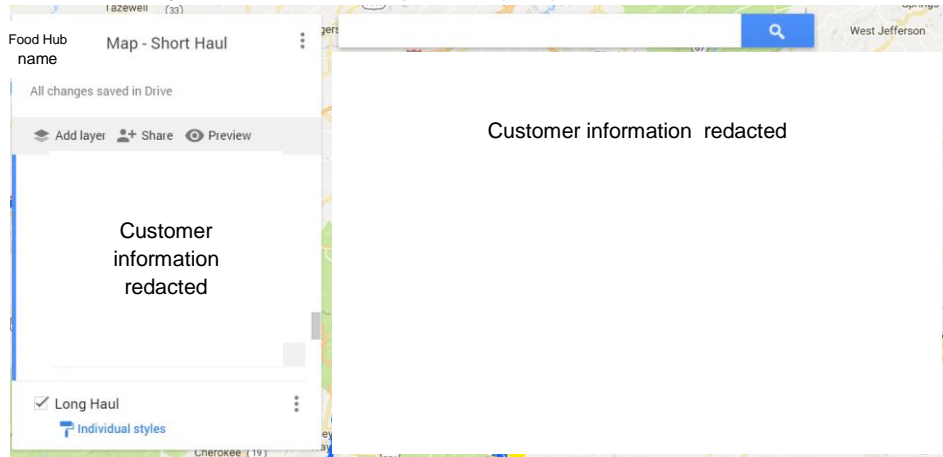 Tazewell (33)
Food Hub name
Map - Short Haul
West Jefferson
All changes saved in Drive
Add layer Share Preview
Customer information redacted
Customer
information
redacted
Long Haul
Individual styles
Cherokee (19)